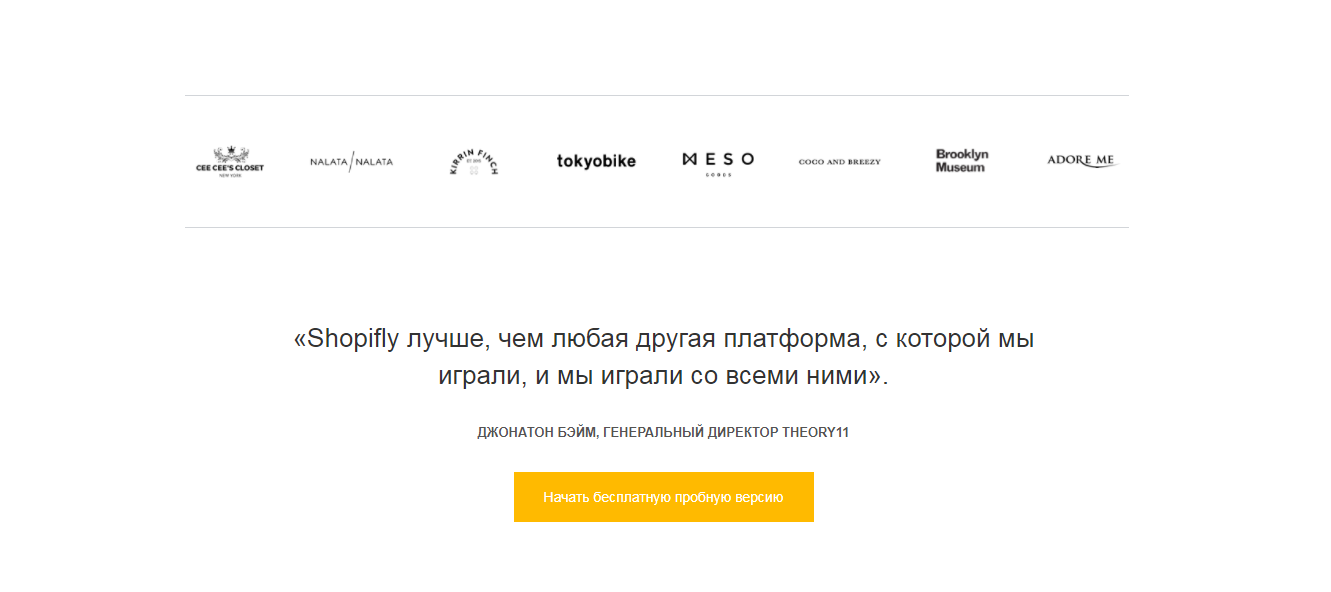 CEE CEE'S CLOSET
NEW YORK
NALATA / NALATA
KIRRIN FINCH
EST 2015
tokyobike
MESO
GOODS
COCO AND BREEZY
Brooklyn
Museum
ADORE ME
«Shopifly лучше, чем любая другая платформа, с которой мы
играли, и мы играли со всеми ними».
ДЖОНАТОН БЭЙМ, ГЕНЕРАЛЬНЫЙ ДИРЕКТОР THEORY11
Начать бесплатную пробную версию